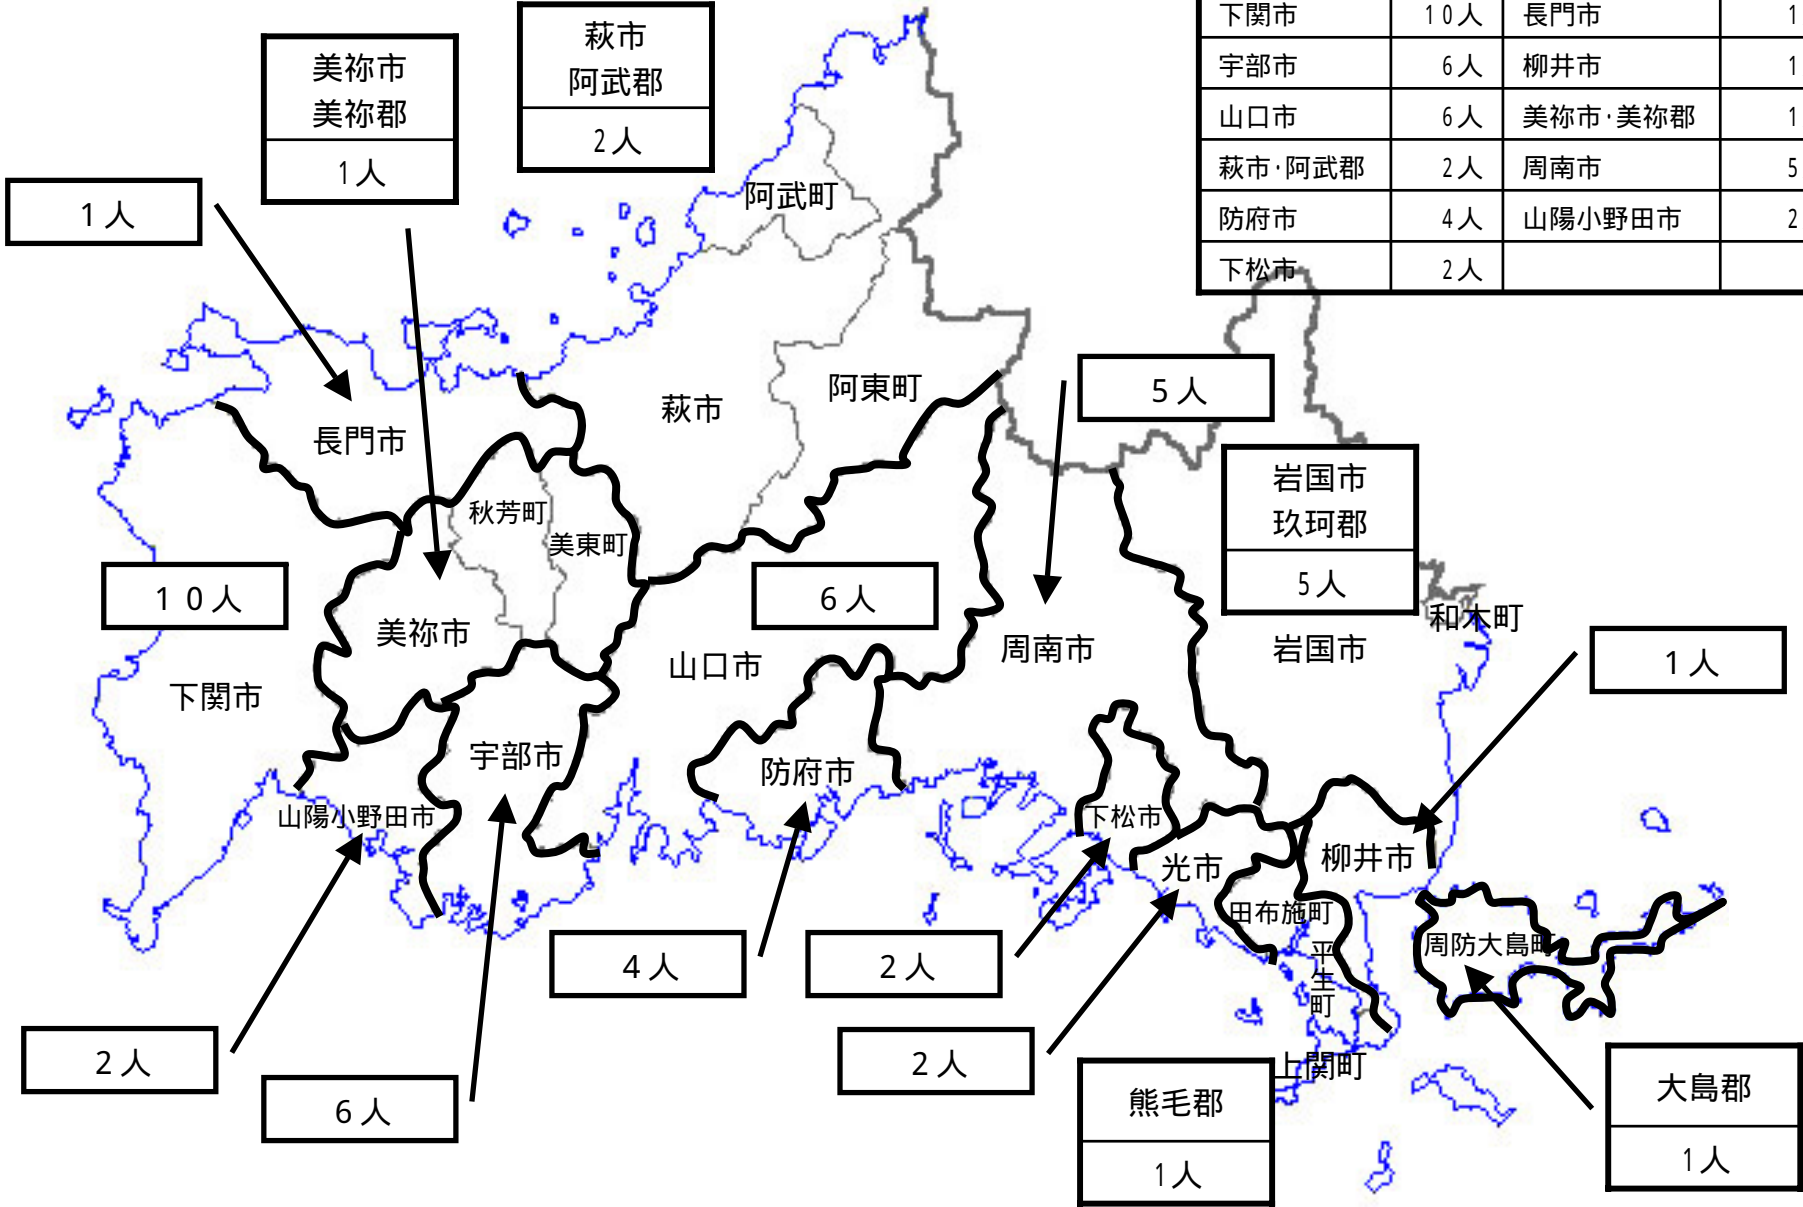 下関市 10人 長門市 1
宇部市 6人 柳井市 1
山口市 6人 美祢市・美祢郡 1
萩市・阿武郡 2人 周南市 5
防府市 4人 山陽小野田市 2
下松市 2人
萩市
阿武郡
2人
美祢市
美祢郡
1人
1人
阿武町
阿東町
萩市
長門市
5人
岩国市
玖珂郡
5人
秋芳町
美東町
10人
6人
和木町
美祢市
周南市
岩国市
1人
山口市
下関市
宇部市
防府市
山陽小野田市
下松市
光市
柳井市
田布施町
平生町
周防大島町
4人
2人
2人
2人
6人
上関町
熊毛郡
1人
大島郡
1人